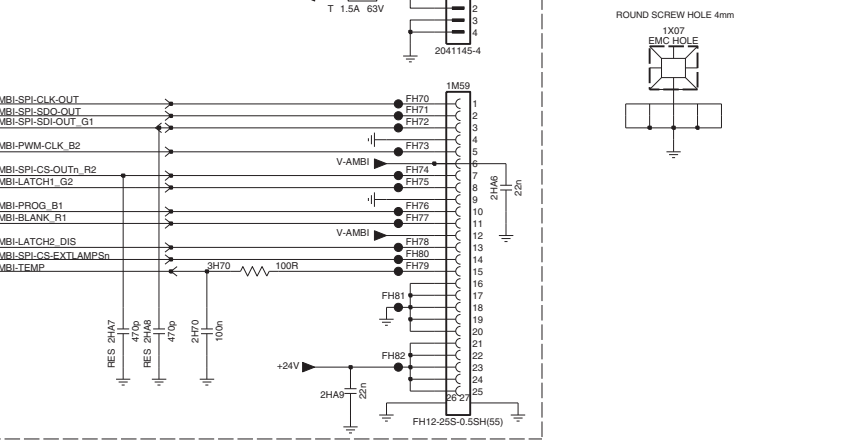 T 1.5A 63V
2
3
4
2041145-4
ROUND SCREW HOLE 4mm
1X07
EMC HOLE
1M59
MBI-SPI-CLK-OUT FH70 1
MBI-SPI-SDO-OUT FH71 2
MBI-SPI-SDI-OUT_G1 FH72 3
4
MBI-PWM-CLK_B2 FH73 5
V-AMBI 6
MBI-SPI-CS-OUTn_R2 FH74 7
MBI-LATCH1_G2 FH75 8
9
MBI-PROG_B1 FH76 10
MBI-BLANK_R1 FH77 11
V-AMBI 12
MBI-LATCH2_DIS FH78 13
MBI-SPI-CS-EXTLAMPSn FH80 14
MBI-TEMP 3H70 100R FH79 15
2HA6
22n
16
FH81 17
18
19
20
21
FH82 22
+24V 23
24
25
26 27
RES 2HA7
470p
RES 2HA8
470p
2H70
100n
2HA9
22n
FH12-25S-0.5SH(55)